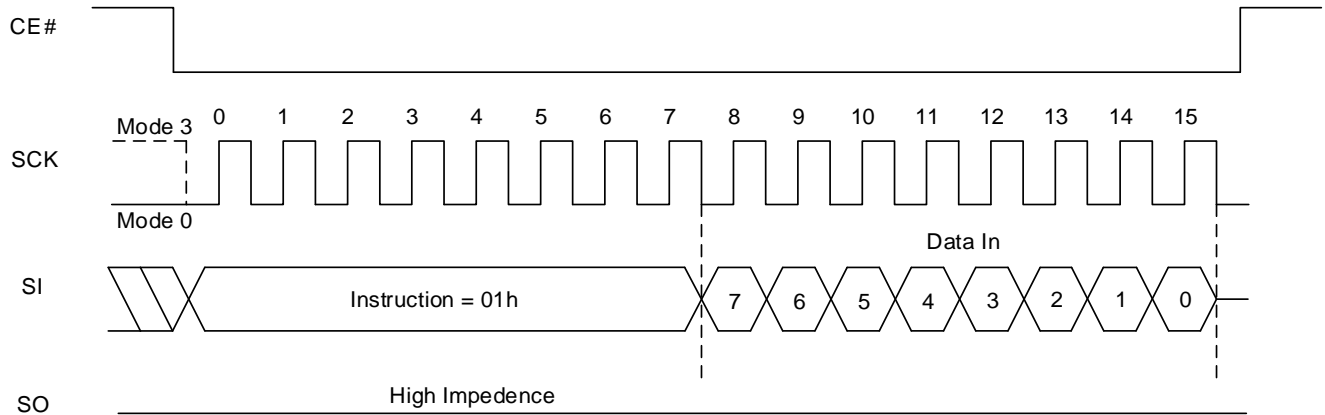 CE#
0 1 2 3 4 5 6 7 8 9 10 11 12 13 14 15
Mode 3
SCK
Mode 0
Data In
SI
Instruction = 01h
7 6 5 4 3 2 1 0
High Impedence
SO